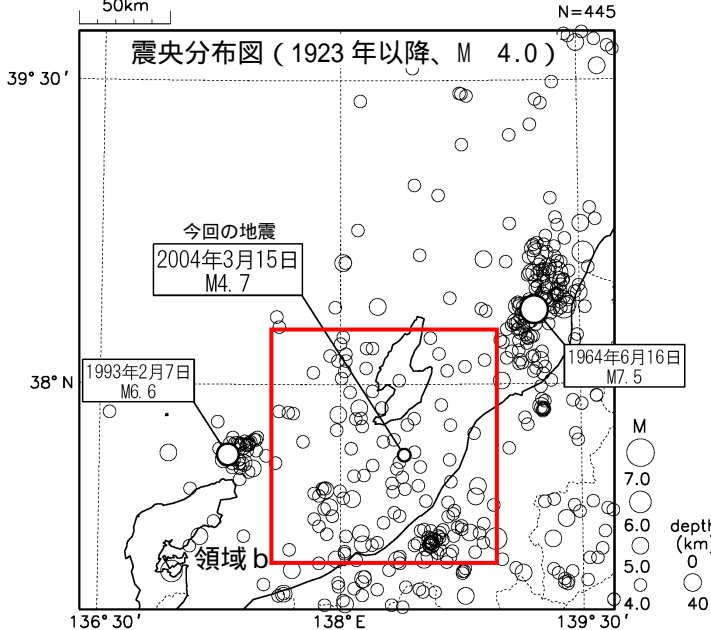 50km
N=445
震央分布図(1923年以降、M 4.0)
39°30′
今回の地震
2004年3月15日
M4.7
1993年2月7日
M6.6
1964年6月16日
M7.5
38°N
M
7.0
6.0
5.0
4.0
depth
(km)
0
40
領域b
136°30′
138°E
139°30′